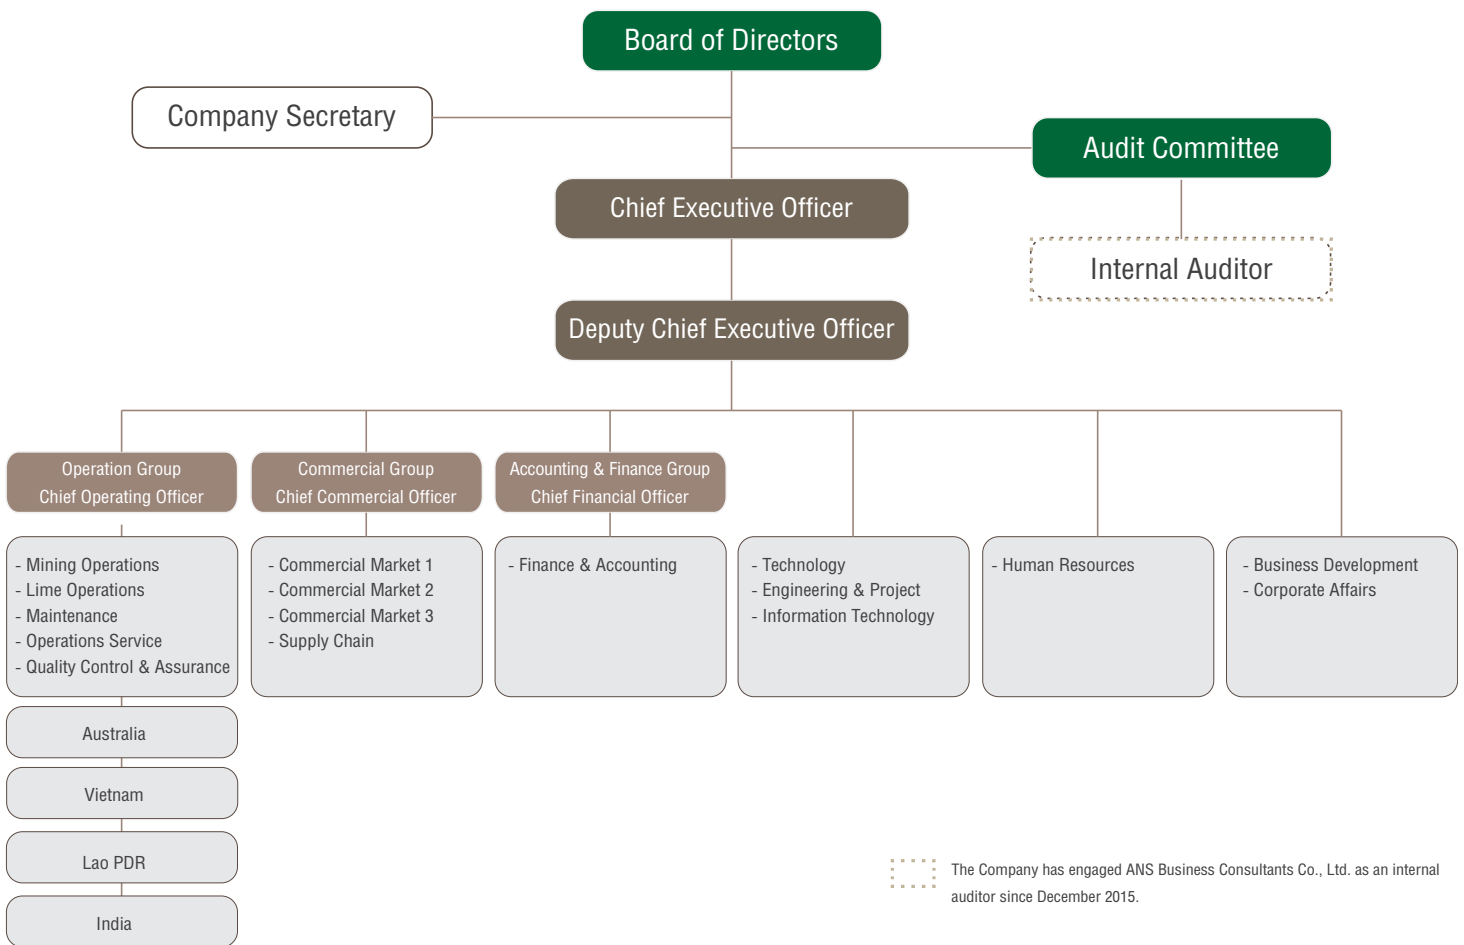 Board of Directors
Company Secretary
Audit Committee
Chief Executive Officer
Internal Auditor
Deputy Chief Executive Officer
Operation Group
Chief Operating Officer
Commercial Group
Chief Commercial Officer
Accounting & Finance Group
Chief Financial Officer
- Mining Operations
- Lime Operations
- Maintenance
- Operations Service
- Quality Control & Assurance
- Commercial Market 1
- Commercial Market 2
- Commercial Market 3
- Supply Chain
- Finance & Accounting
- Technology
- Engineering & Project
- Information Technology
- Human Resources
- Business Development
- Corporate Affairs
Australia
Vietnam
Lao PDR
India
The Company has engaged ANS Business Consultants Co., Ltd. as an internal
auditor since December 2015.